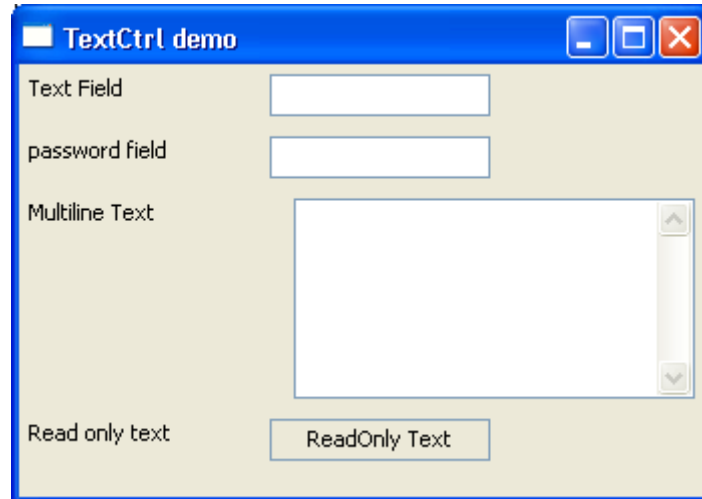 TextCtrl demo
Text Field
password field
Multiline Text
Read only text
ReadOnly Text